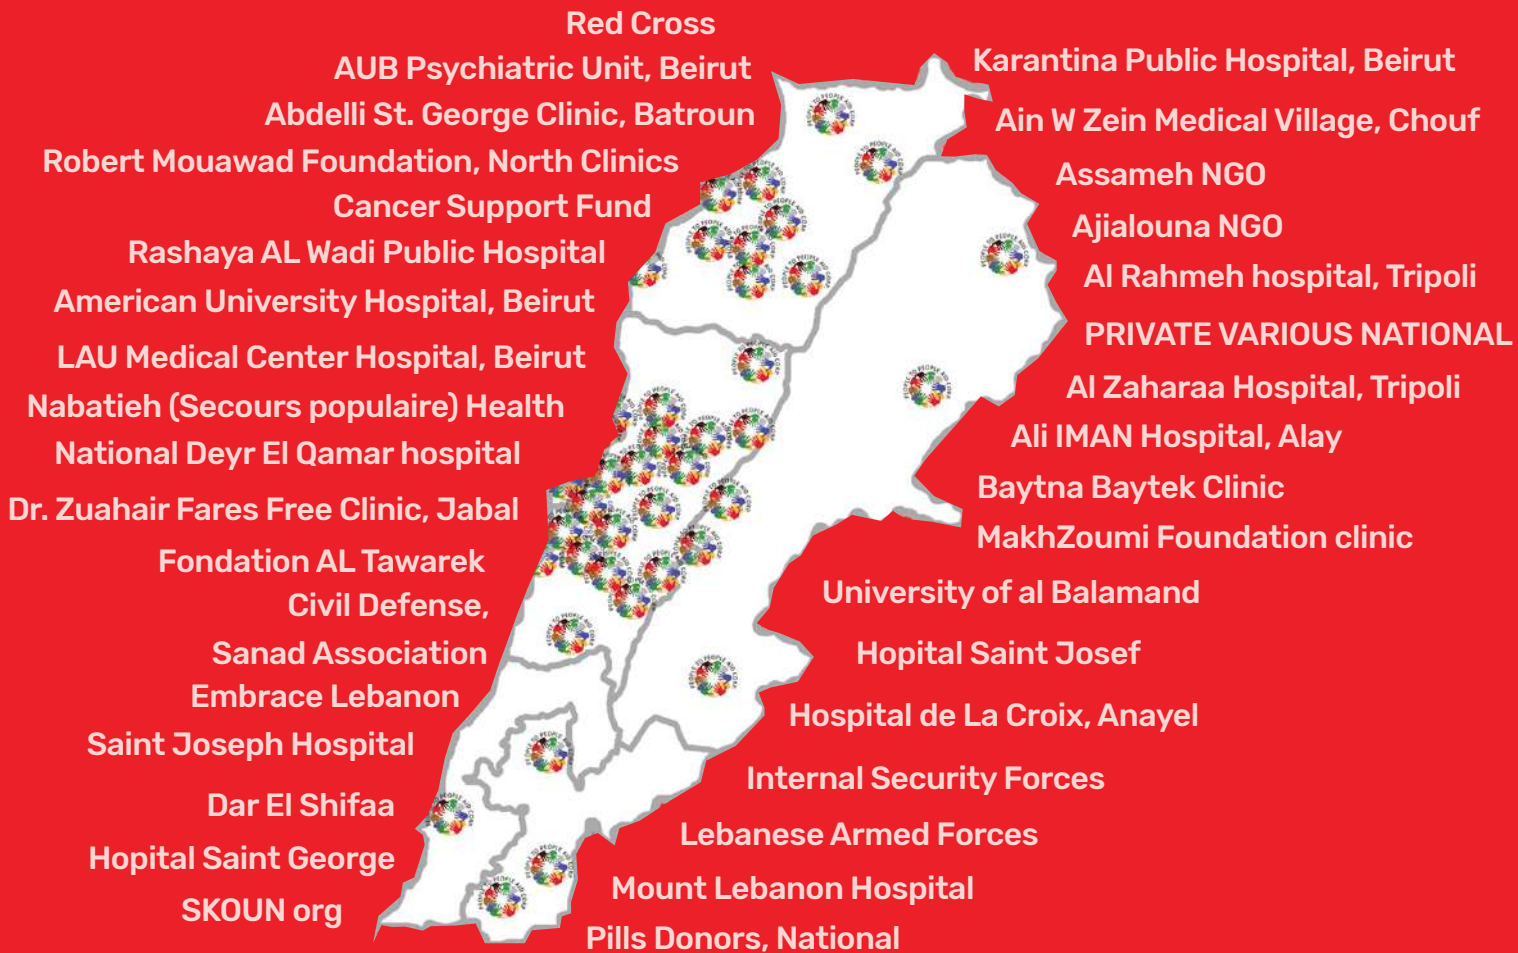 Red Cross
AUB Psychiatric Unit, Beirut
Abdelli St. George Clinic, Batroun
Robert Mouawad Foundation, North Clinics
Cancer Support Fund
Rashaya AL Wadi Public Hospital
American University Hospital, Beirut
LAU Medical Center Hospital, Beirut
Nabatieh (Secours populaire) Health
National Deyr El Qamar hospital
Dr. Zuahair Fares Free Clinic, Jabal
Fondation AL Tawarek
Civil Defense,
Sanad Association
Embrace Lebanon
Saint Joseph Hospital
Dar El Shifaa
Hopital Saint George
SKOUN org
Karantina Public Hospital, Beirut
Ain W Zein Medical Village, Chouf
Assameh NGO
Ajialouna NGO
Al Rahmeh hospital, Tripoli
PRIVATE VARIOUS NATIONAL
Al Zaharaa Hospital, Tripoli
Ali IMAN Hospital, Alay
Baytna Baytek Clinic
MakhZoumi Foundation clinic
University of al Balamand
Hopital Saint Josef
Hospital de La Croix, Anayel
Internal Security Forces
Lebanese Armed Forces
Mount Lebanon Hospital
Pills Donors, National